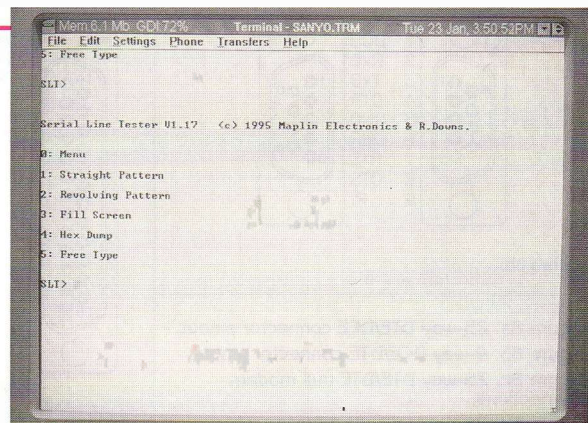 Mem 6.1 Mb GDI 72% Terminal - SANYO.TRM Tue 23 Jan, 3:50:52PM
File Edit Settings Phone Transfers Help
5: Free Type
SLT>
Serial Line Tester V1.17 (c) 1995 Maplin Electronics & R.Downs.
0: Menu
1: Straight Pattern
2: Revolving Pattern
3: Fill Screen
4: Hex Dump
5: Free Type
SLT>